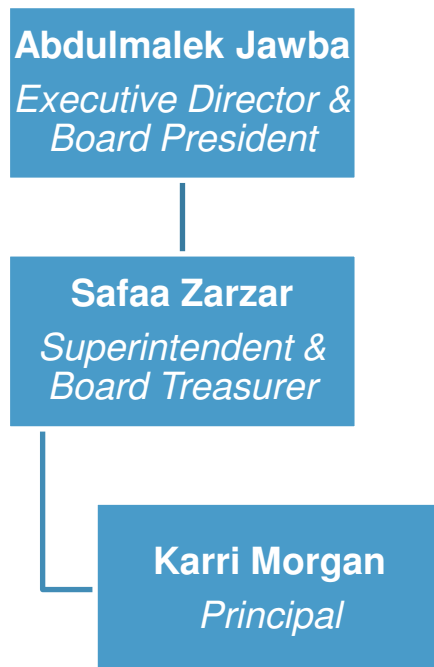 Abdulmalek Jawba
Executive Director &
Board President
Safaa Zarzar
Superintendent &
Board Treasurer
Karri Morgan
Principal